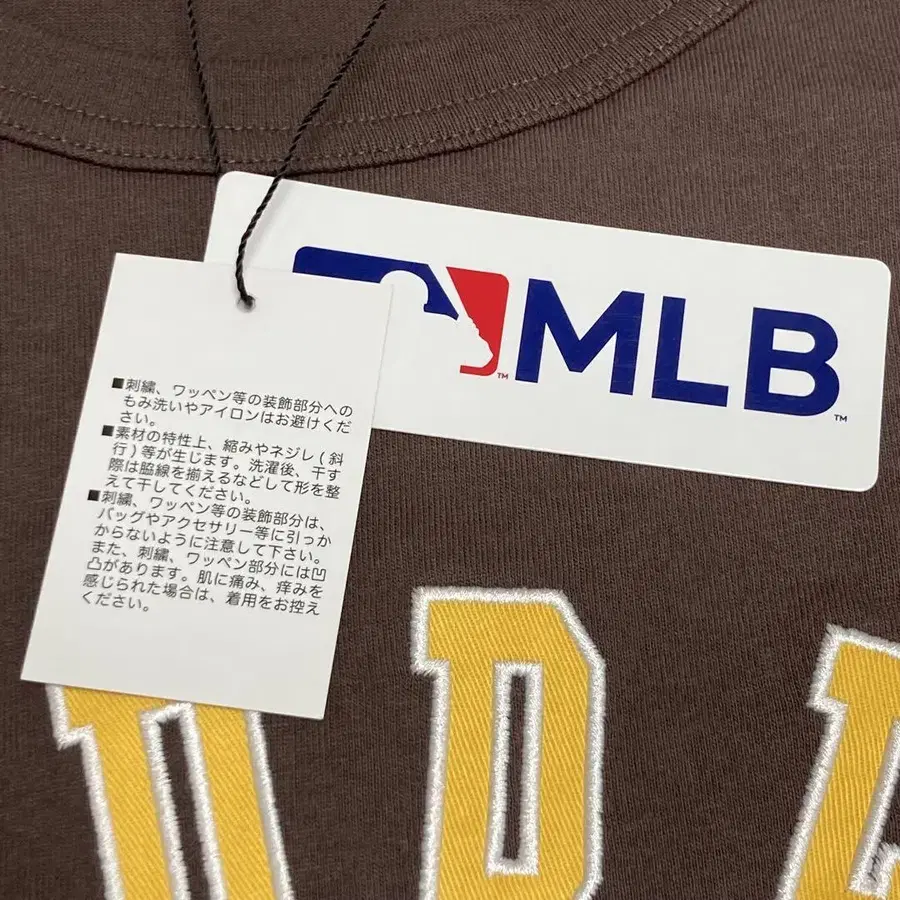 MLB
TM
TM
■刺繍、ワッペン等の装飾部分への
もみ洗いやアイロンはお避けくだ
さい。
■素材の特性上、縮みやネジレ(斜
行)等が生じます。洗濯後、干す
際は脇線を揃えるなどして形を整
えて干してください。
■刺繍、ワッペン等の装飾部分は、
バッグやアクセサリー等に引っか
からないように注意して下さい。
また、刺繍、ワッペン部分には凹
凸があります。肌に痛み、痒みを
感じられた場合は、着用をお控え
ください。
D